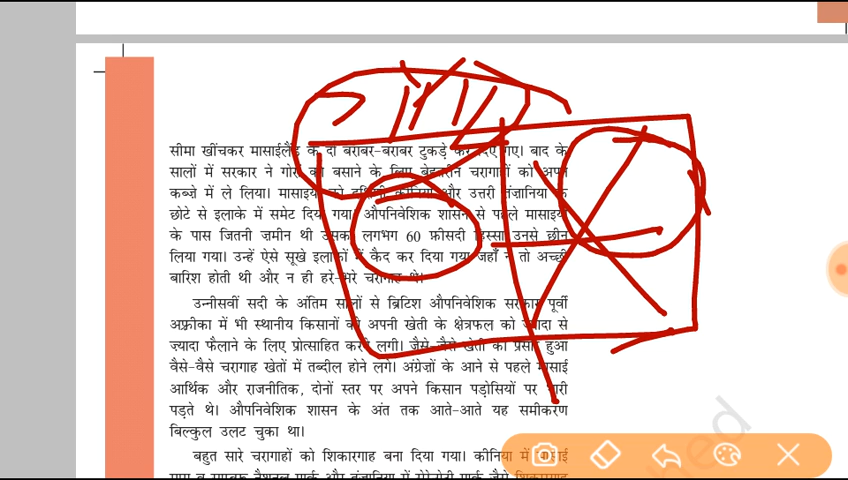 सीमा खींचकर मासाईलैंड के दो बराबर-बराबर टुकड़े कर दिए गए। बाद के
सालों में सरकार ने गोरों को बसाने के लिए बेहतरीन चरागाहों को अपने
कब्ज़े में ले लिया। मासाइयों को दक्षिणी कीनिया और उत्तरी तंज़ानिया के
छोटे से इलाके में समेट दिया गया। औपनिवेशिक शासन से पहले मासाइयों
के पास जितनी ज़मीन थी उसका लगभग 60 फ़ीसदी हिस्सा उनसे छीन
लिया गया। उन्हें ऐसे सूखे इलाकों में कैद कर दिया गया जहाँ न तो अच्छी
बारिश होती थी और न ही हरे-भरे चरागाह थे।
उन्नीसवीं सदी के अंतिम सालों से ब्रिटिश औपनिवेशिक सरकार पूर्वी
अफ़्रीका में भी स्थानीय किसानों को अपनी खेती के क्षेत्रफल को ज़्यादा से
ज्यादा फैलाने के लिए प्रोत्साहित करने लगी। जैसे-जैसे खेती का प्रसार हुआ
वैसे-वैसे चरागाह खेतों में तब्दील होने लगे। अंग्रेज़ों के आने से पहले मासाई
आर्थिक और राजनीतिक, दोनों स्तर पर अपने किसान पड़ोसियों पर भारी
पड़ते थे। औपनिवेशिक शासन के अंत तक आते-आते यह समीकरण
बिल्कुल उलट चुका था।
बहुत सारे चरागाहों को शिकारगाह बना दिया गया। कीनिया में मासाई